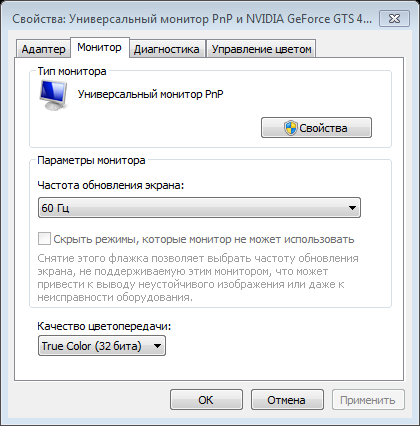 Свойства: Универсальный монитор PnP и NVIDIA GeForce GTS 4...
Адаптер Монитор Диагностика Управление цветом
Тип монитора
Универсальный монитор PnP
Свойства
Параметры монитора
Частота обновления экрана:
60 Гц
Скрыть режимы, которые монитор не может использовать
Снятие этого флажка позволяет выбрать частоту обновления
экрана, не поддерживаемую этим монитором, что может
привести к выводу неустойчивого изображения или даже к
неисправности оборудования.
Качество цветопередачи:
True Color (32 бита)
ОК Отмена Применить